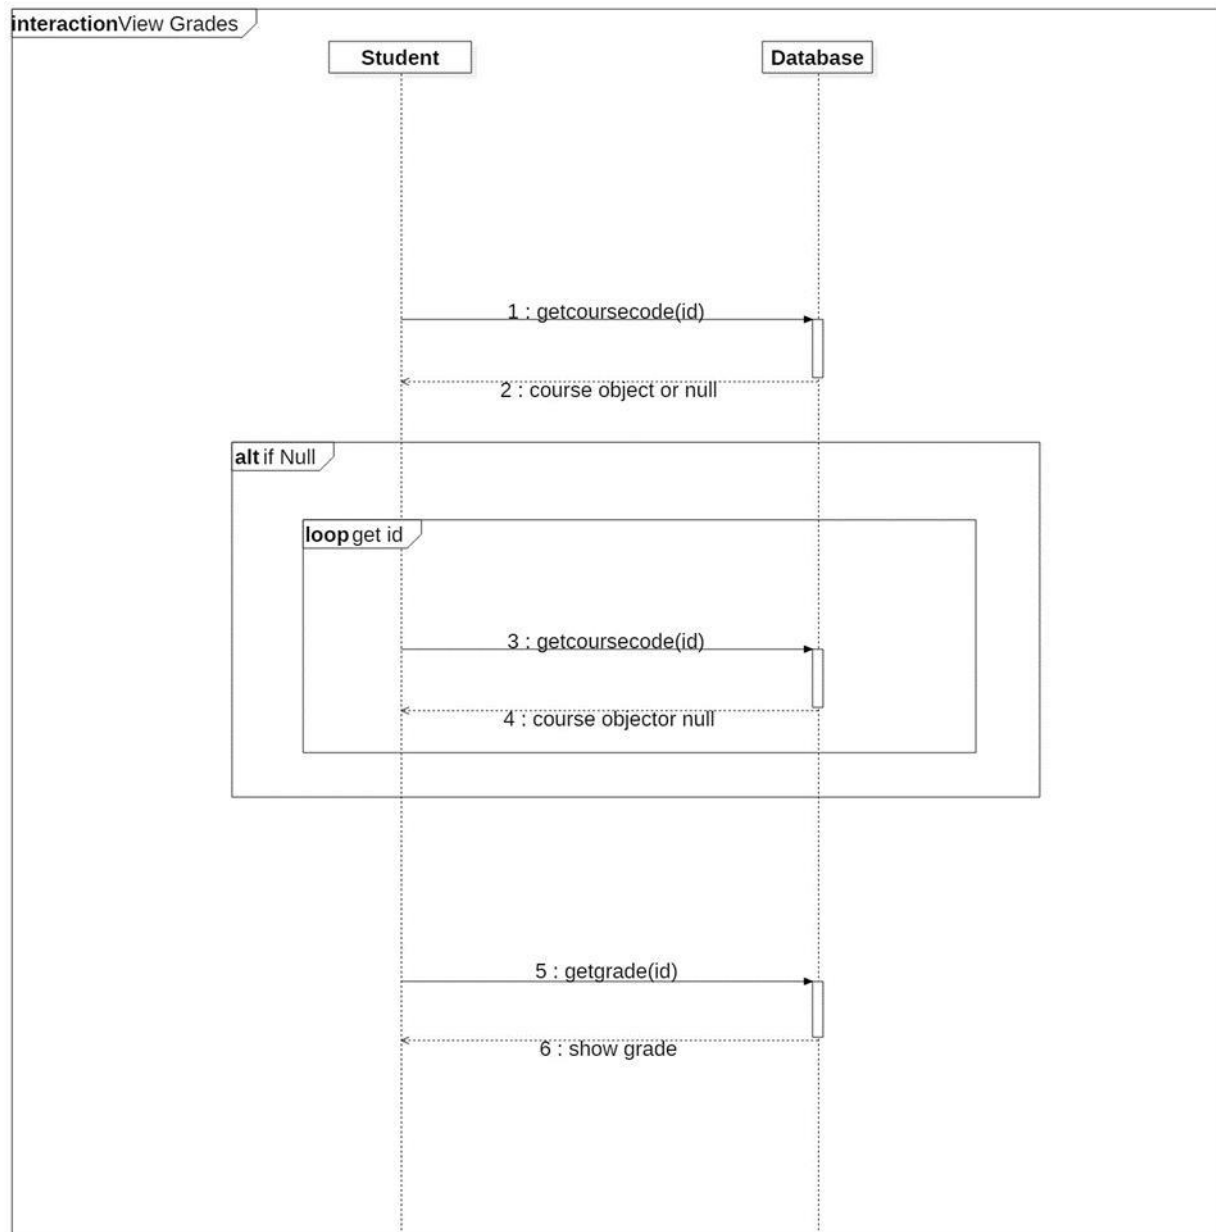 interactionView Grades
Student
Database
1 : getcoursecode(id)
2 : course object or null
alt if Null
loop get id
3 : getcoursecode(id)
4 : course objector null
5 : getgrade(id)
6 : show grade